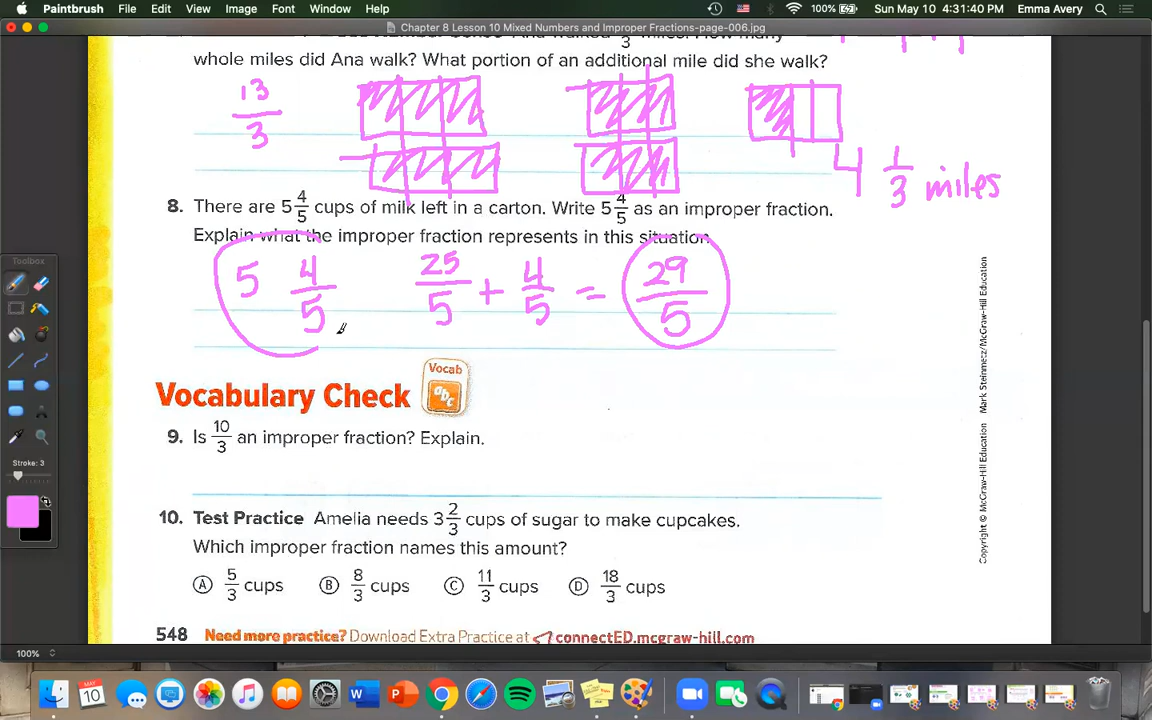 Paintbrush File Edit View Image Font Window Help 100% Sun May 10 4:31:40 PM Emma Avery
Chapter 8 Lesson 10 Mixed Numbers and Improper Fractions-page-006.jpg
3
whole miles did Ana walk? What portion of an additional mile did she walk?
13/3
4 1/3 miles
8. There are 5 4/5 cups of milk left in a carton. Write 5 4/5 as an improper fraction.
Explain what the improper fraction represents in this situation.
5 4/5 25/5 + 4/5 = 29/5
Vocabulary Check
Vocab
abc
9. Is 10/3 an improper fraction? Explain.
10. Test Practice Amelia needs 3 2/3 cups of sugar to make cupcakes.
Which improper fraction names this amount?
A 5/3 cups B 8/3 cups C 11/3 cups D 18/3 cups
548 Need more practice? Download Extra Practice at connectED.mcgraw-hill.com
Copyright © McGraw-Hill Education Mark Steinmetz/McGraw-Hill Education
Toolbox
Stroke: 3
100%
MAY
10